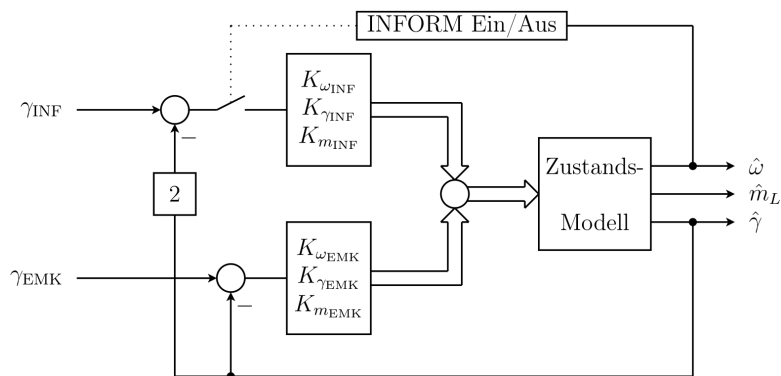 INFORM Ein/Aus
γ_INF
−
K_ω_INF
K_γ_INF
K_m_INF
2
Zustands-
Modell
ω̂
m̂_L
γ̂
γ_EMK
−
K_ω_EMK
K_γ_EMK
K_m_EMK